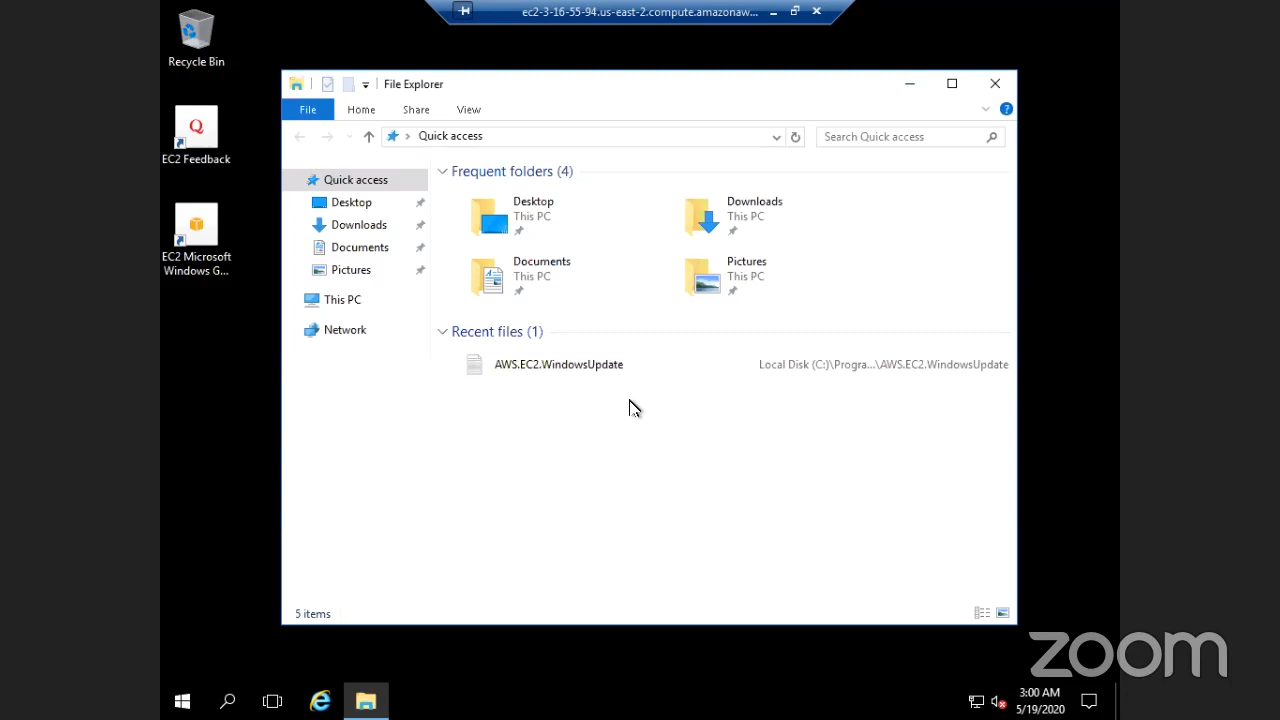 ec2-3-16-55-94.us-east-2.compute.amazonaw...
Recycle Bin
EC2 Feedback
EC2 Microsoft
Windows G...
File Explorer
File Home Share View
Quick access
Search Quick access
Quick access
Desktop
Downloads
Documents
Pictures
This PC
Network
Frequent folders (4)
Desktop
This PC
Downloads
This PC
Documents
This PC
Pictures
This PC
Recent files (1)
AWS.EC2.WindowsUpdate Local Disk (C:)\Progra...\AWS.EC2.WindowsUpdate
5 items
zoom
3:00 AM
5/19/2020